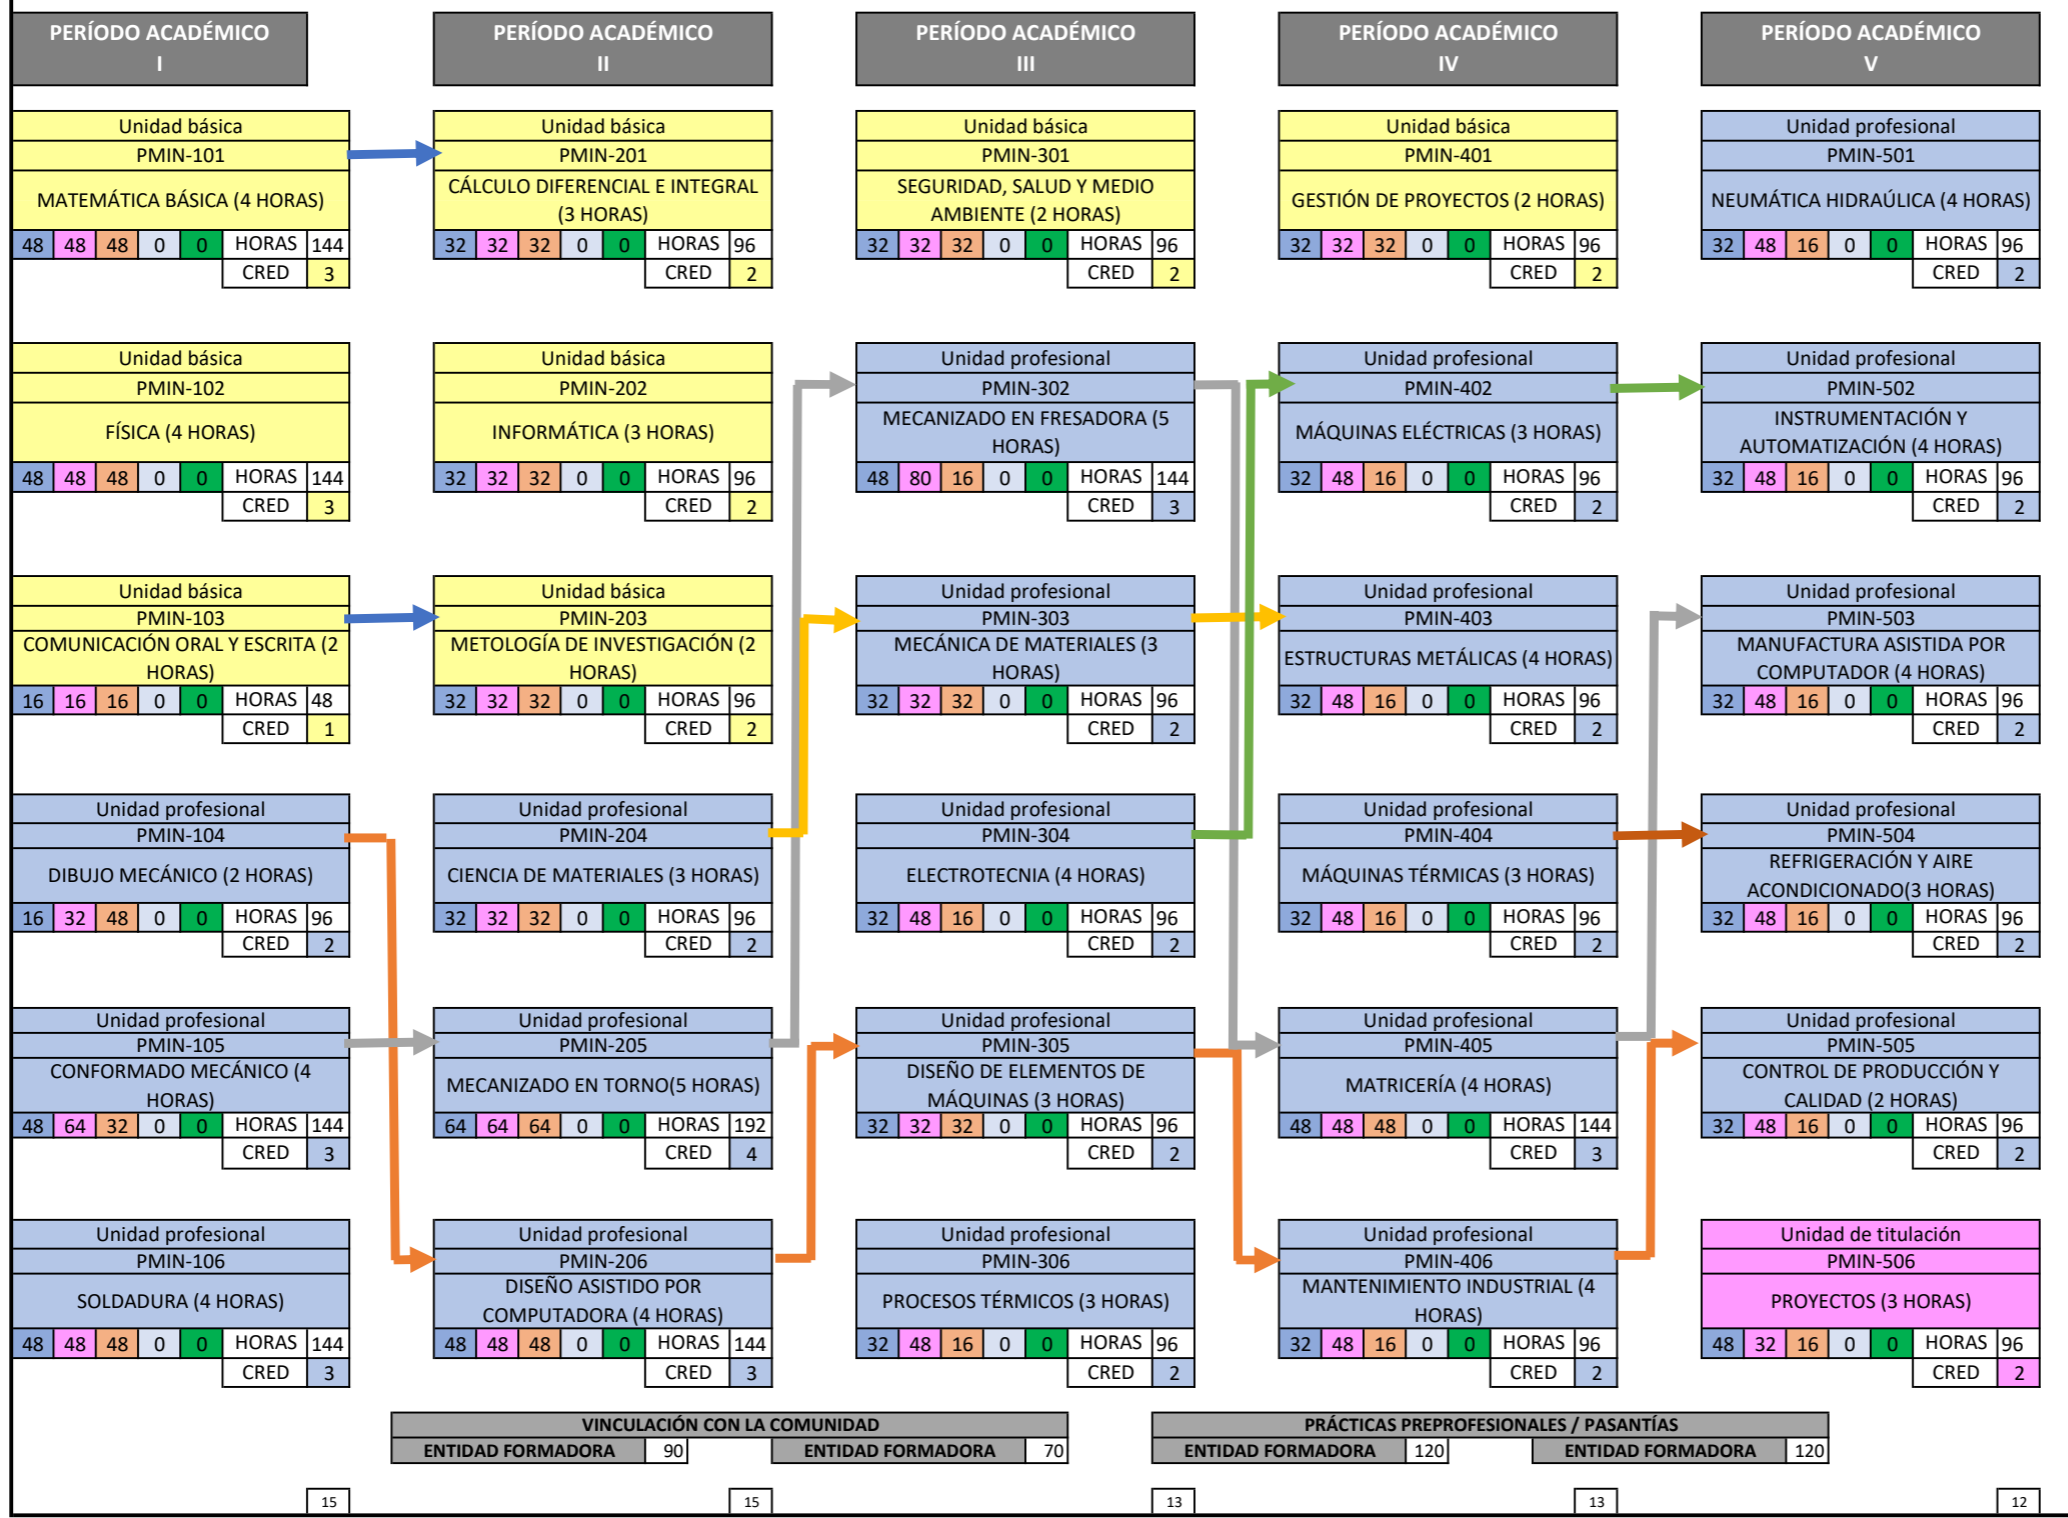 PERÍODO ACADÉMICO
I
PERÍODO ACADÉMICO
II
PERÍODO ACADÉMICO
III
PERÍODO ACADÉMICO
IV
PERÍODO ACADÉMICO
V
Unidad básica
PMIN-101
MATEMÁTICA BÁSICA (4 HORAS)
48 48 48 0 0 HORAS 144
CRED 3
Unidad básica
PMIN-201
CÁLCULO DIFERENCIAL E INTEGRAL
(3 HORAS)
32 32 32 0 0 HORAS 96
CRED 2
Unidad básica
PMIN-301
SEGURIDAD, SALUD Y MEDIO
AMBIENTE (2 HORAS)
32 32 32 0 0 HORAS 96
CRED 2
Unidad básica
PMIN-401
GESTIÓN DE PROYECTOS (2 HORAS)
32 32 32 0 0 HORAS 96
CRED 2
Unidad profesional
PMIN-501
NEUMÁTICA HIDRAÚLICA (4 HORAS)
32 48 16 0 0 HORAS 96
CRED 2
Unidad básica
PMIN-102
FÍSICA (4 HORAS)
48 48 48 0 0 HORAS 144
CRED 3
Unidad básica
PMIN-202
INFORMÁTICA (3 HORAS)
32 32 32 0 0 HORAS 96
CRED 2
Unidad profesional
PMIN-302
MECANIZADO EN FRESADORA (5
HORAS)
48 80 16 0 0 HORAS 144
CRED 3
Unidad profesional
PMIN-402
MÁQUINAS ELÉCTRICAS (3 HORAS)
32 48 16 0 0 HORAS 96
CRED 2
Unidad profesional
PMIN-502
INSTRUMENTACIÓN Y
AUTOMATIZACIÓN (4 HORAS)
32 48 16 0 0 HORAS 96
CRED 2
Unidad básica
PMIN-103
COMUNICACIÓN ORAL Y ESCRITA (2
HORAS)
16 16 16 0 0 HORAS 48
CRED 1
Unidad básica
PMIN-203
METOLOGÍA DE INVESTIGACIÓN (2
HORAS)
32 32 32 0 0 HORAS 96
CRED 2
Unidad profesional
PMIN-303
MECÁNICA DE MATERIALES (3
HORAS)
32 32 32 0 0 HORAS 96
CRED 2
Unidad profesional
PMIN-403
ESTRUCTURAS METÁLICAS (4 HORAS)
32 48 16 0 0 HORAS 96
CRED 2
Unidad profesional
PMIN-503
MANUFACTURA ASISTIDA POR
COMPUTADOR (4 HORAS)
32 48 16 0 0 HORAS 96
CRED 2
Unidad profesional
PMIN-104
DIBUJO MECÁNICO (2 HORAS)
16 32 48 0 0 HORAS 96
CRED 2
Unidad profesional
PMIN-204
CIENCIA DE MATERIALES (3 HORAS)
32 32 32 0 0 HORAS 96
CRED 2
Unidad profesional
PMIN-304
ELECTROTECNIA (4 HORAS)
32 48 16 0 0 HORAS 96
CRED 2
Unidad profesional
PMIN-404
MÁQUINAS TÉRMICAS (3 HORAS)
32 48 16 0 0 HORAS 96
CRED 2
Unidad profesional
PMIN-504
REFRIGERACIÓN Y AIRE
ACONDICIONADO(3 HORAS)
32 48 16 0 0 HORAS 96
CRED 2
Unidad profesional
PMIN-105
CONFORMADO MECÁNICO (4
HORAS)
48 64 32 0 0 HORAS 144
CRED 3
Unidad profesional
PMIN-205
MECANIZADO EN TORNO(5 HORAS)
64 64 64 0 0 HORAS 192
CRED 4
Unidad profesional
PMIN-305
DISEÑO DE ELEMENTOS DE
MÁQUINAS (3 HORAS)
32 32 32 0 0 HORAS 96
CRED 2
Unidad profesional
PMIN-405
MATRICERÍA (4 HORAS)
48 48 48 0 0 HORAS 144
CRED 3
Unidad profesional
PMIN-505
CONTROL DE PRODUCCIÓN Y
CALIDAD (2 HORAS)
32 48 16 0 0 HORAS 96
CRED 2
Unidad profesional
PMIN-106
SOLDADURA (4 HORAS)
48 48 48 0 0 HORAS 144
CRED 3
Unidad profesional
PMIN-206
DISEÑO ASISTIDO POR
COMPUTADORA (4 HORAS)
48 48 48 0 0 HORAS 144
CRED 3
Unidad profesional
PMIN-306
PROCESOS TÉRMICOS (3 HORAS)
32 48 16 0 0 HORAS 96
CRED 2
Unidad profesional
PMIN-406
MANTENIMIENTO INDUSTRIAL (4
HORAS)
32 48 16 0 0 HORAS 96
CRED 2
Unidad de titulación
PMIN-506
PROYECTOS (3 HORAS)
48 32 16 0 0 HORAS 96
CRED 2
VINCULACIÓN CON LA COMUNIDAD
ENTIDAD FORMADORA 90 ENTIDAD FORMADORA 70
PRÁCTICAS PREPROFESIONALES / PASANTÍAS
ENTIDAD FORMADORA 120 ENTIDAD FORMADORA 120
15 15 13 13 12